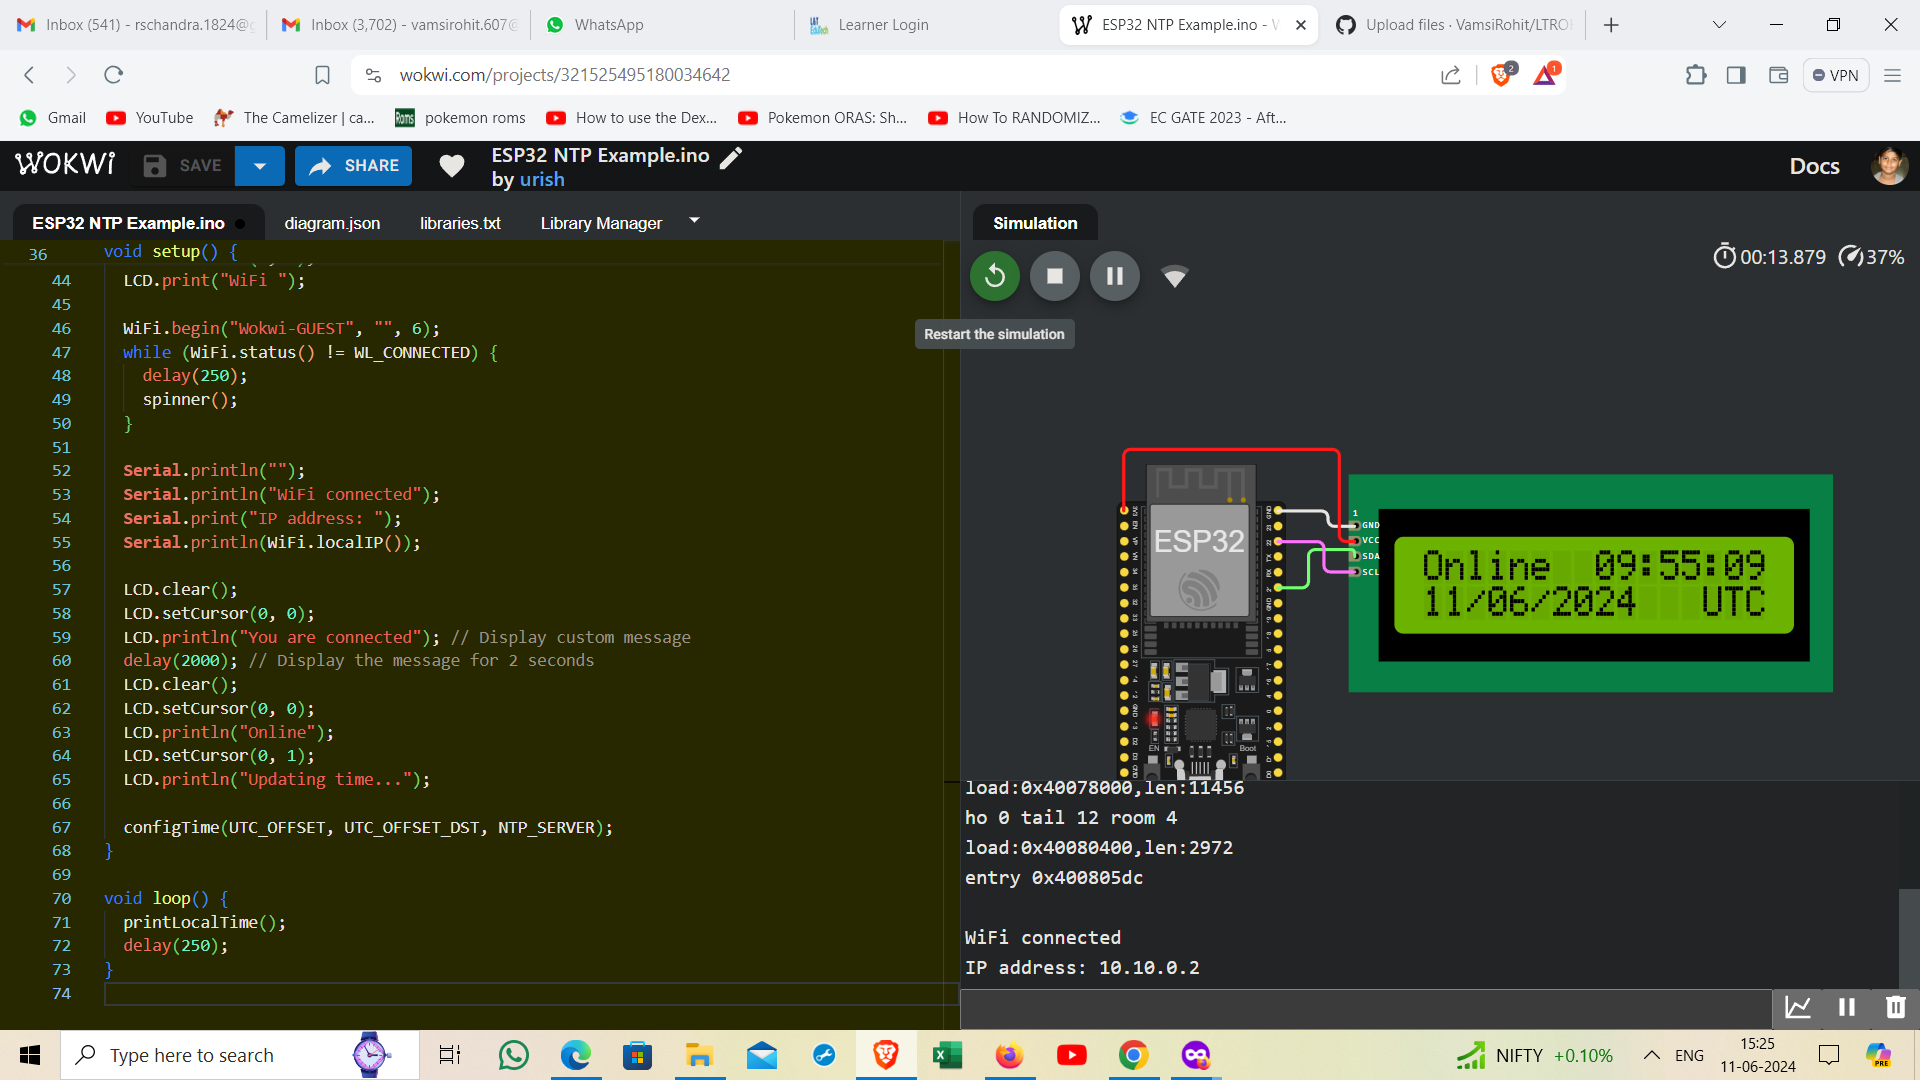 Inbox (541) - rschandra.1824@g
Inbox (3,702) - vamsirohit.607@
WhatsApp
Learner Login
ESP32 NTP Example.ino - W
Upload files · VamsiRohit/LTRO
wokwi.com/projects/321525495180034642
2
1
VPN
Gmail
YouTube
The Camelizer | ca...
Roms
pokemon roms
How to use the Dex...
Pokemon ORAS: Sh...
How To RANDOMIZ...
EC GATE 2023 - Aft...
WOKWi
SAVE
SHARE
ESP32 NTP Example.ino
by urish
Docs
ESP32 NTP Example.ino
diagram.json
libraries.txt
Library Manager
Simulation
00:13.879
37%
Restart the simulation
36 void setup() {
44 LCD.print("WiFi ");
45
46 WiFi.begin("Wokwi-GUEST", "", 6);
47 while (WiFi.status() != WL_CONNECTED) {
48 delay(250);
49 spinner();
50 }
51
52 Serial.println("");
53 Serial.println("WiFi connected");
54 Serial.print("IP address: ");
55 Serial.println(WiFi.localIP());
56
57 LCD.clear();
58 LCD.setCursor(0, 0);
59 LCD.println("You are connected"); // Display custom message
60 delay(2000); // Display the message for 2 seconds
61 LCD.clear();
62 LCD.setCursor(0, 0);
63 LCD.println("Online");
64 LCD.setCursor(0, 1);
65 LCD.println("Updating time...");
66
67 configTime(UTC_OFFSET, UTC_OFFSET_DST, NTP_SERVER);
68 }
69
70 void loop() {
71 printLocalTime();
72 delay(250);
73 }
74
ESP32
EN
Boot
1
GND
VCC
SDA
SCL
Online 09:55:09
11/06/2024 UTC
load:0x40078000,len:11456
ho 0 tail 12 room 4
load:0x40080400,len:2972
entry 0x400805dc
WiFi connected
IP address: 10.10.0.2
Type here to search
NIFTY +0.10%
ENG
15:25
11-06-2024
PRE